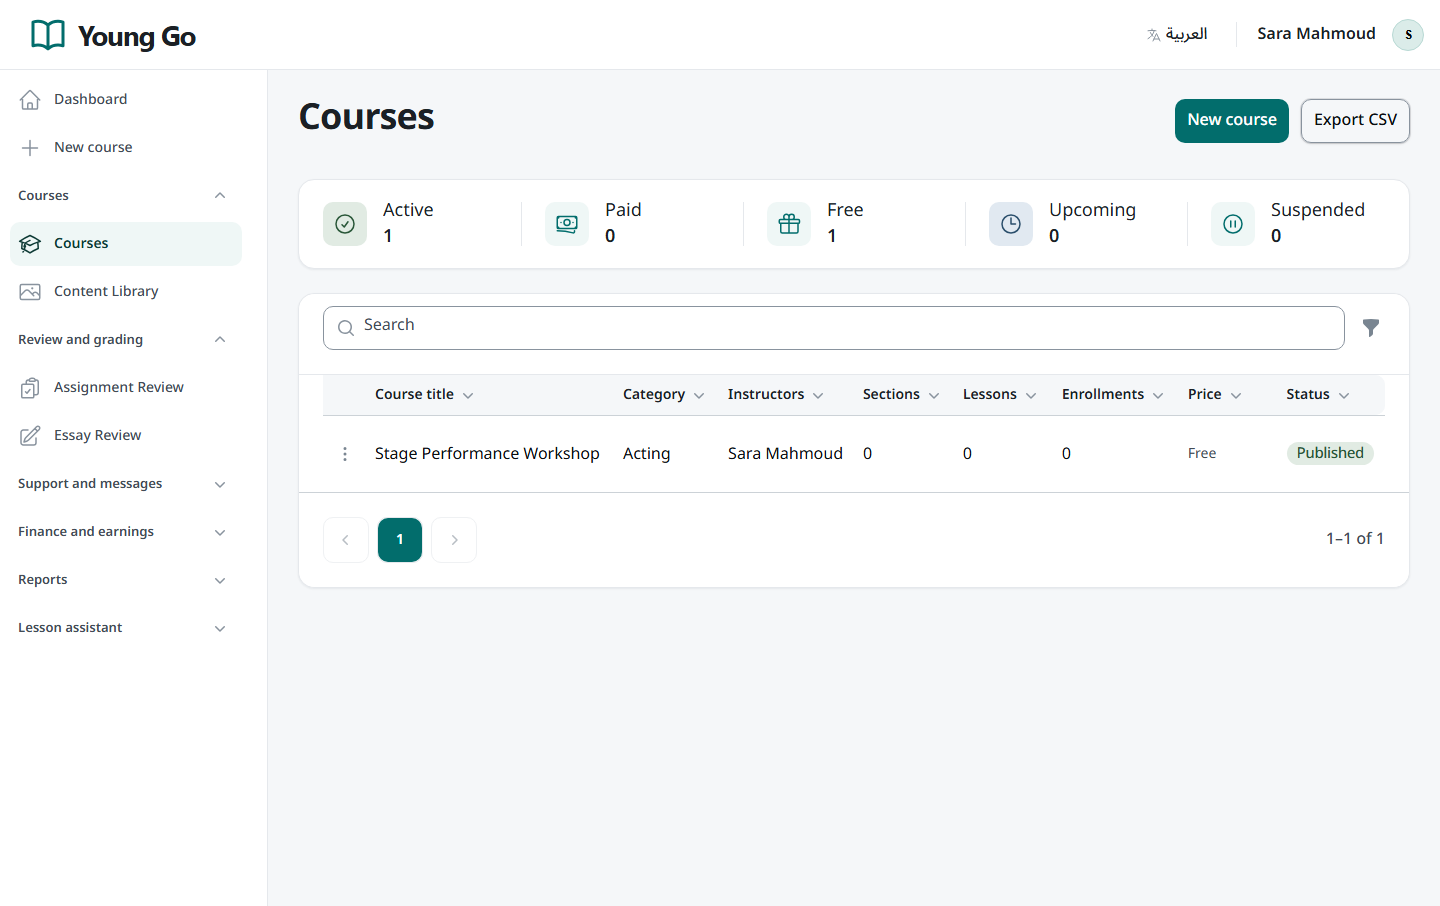 Young Go
العربية
Sara Mahmoud
S
Dashboard
New course
Courses
Courses
Content Library
Review and grading
Assignment Review
Essay Review
Support and messages
Finance and earnings
Reports
Lesson assistant
Courses
New course
Export CSV
Active
1
Paid
0
Free
1
Upcoming
0
Suspended
0
Search
Course title Category Instructors Sections Lessons Enrollments Price Status
Stage Performance Workshop Acting Sara Mahmoud 0 0 0 Free Published
1
1–1 of 1